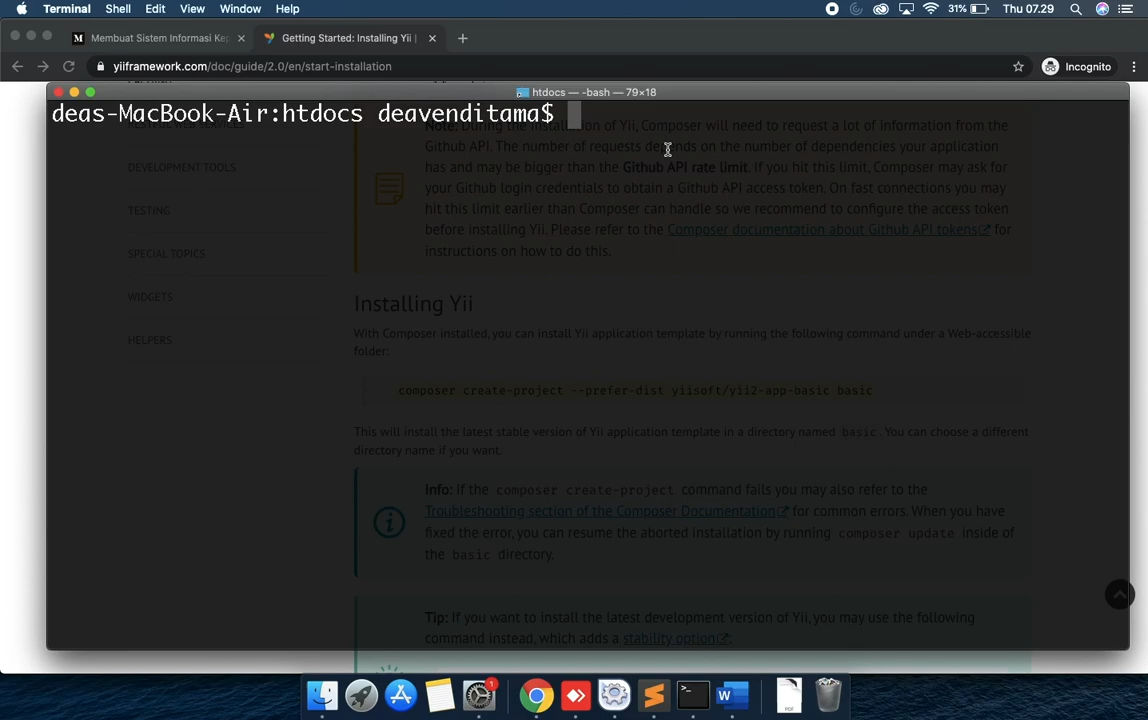 Terminal Shell Edit View Window Help 31% Thu 07.29
M Membuat Sistem Informasi Kep
Getting Started: Installing Yii |
yiiframework.com/doc/guide/2.0/en/start-installation Incognito
htdocs — -bash — 79×18
deas-MacBook-Air:htdocs deavenditama$
Note: During the installation of Yii, Composer will need to request a lot of information from the
Github API. The number of requests depends on the number of dependencies your application
has and may be bigger than the Github API rate limit. If you hit this limit, Composer may ask for
your Github login credentials to obtain a Github API access token. On fast connections you may
hit this limit earlier than Composer can handle so we recommend to configure the access token
before installing Yii. Please refer to the Composer documentation about Github API tokens for
instructions on how to do this.
RESTFUL WEB SERVICES
DEVELOPMENT TOOLS
TESTING
SPECIAL TOPICS
WIDGETS
HELPERS
Installing Yii
With Composer installed, you can install Yii application template by running the following command under a Web-accessible
folder:
composer create-project --prefer-dist yiisoft/yii2-app-basic basic
This will install the latest stable version of Yii application template in a directory named basic. You can choose a different
directory name if you want.
Info: If the composer create-project command fails you may also refer to the
Troubleshooting section of the Composer Documentation for common errors. When you have
fixed the error, you can resume the aborted installation by running composer update inside of
the basic directory.
Tip: If you want to install the latest development version of Yii, you may use the following
command instead, which adds a stability option:
1
PDF